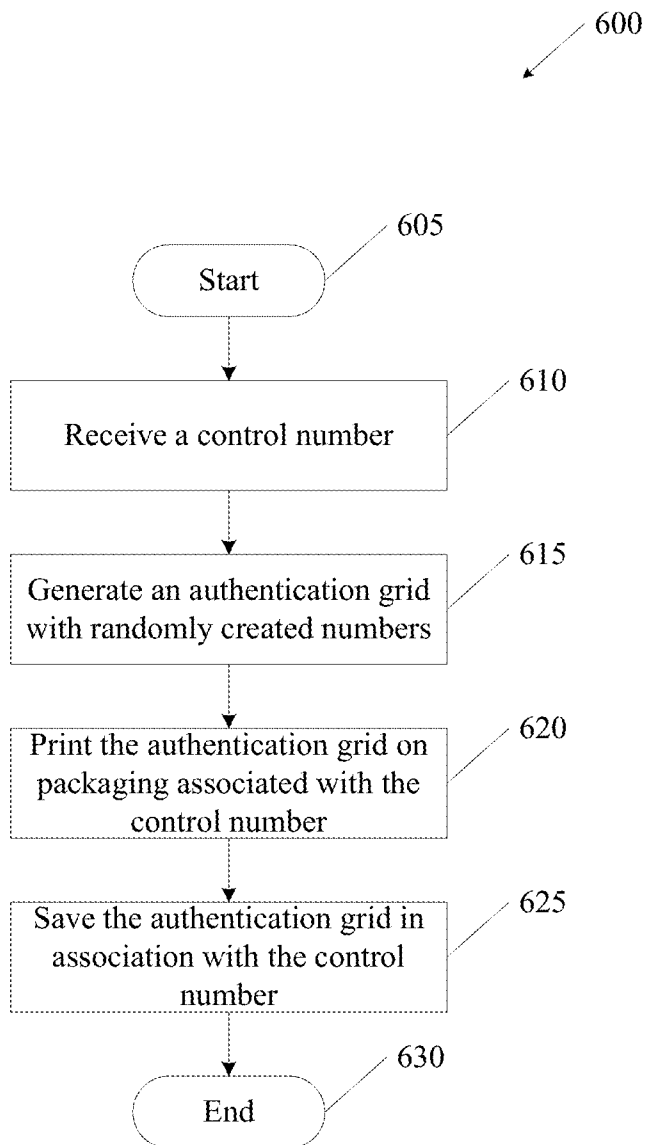 600
605
Start
610
Receive a control number
615
Generate an authentication grid
with randomly created numbers
620
Print the authentication grid on
packaging associated with the
control number
625
Save the authentication grid in
association with the control
number
630
End